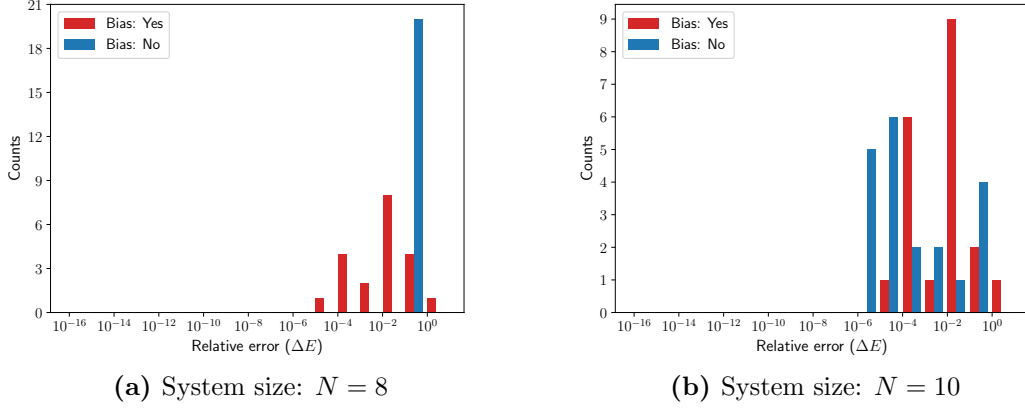 21
18
15
12
9
6
3
0
Counts
Bias: Yes
Bias: No
10^-16 10^-14 10^-12 10^-10 10^-8 10^-6 10^-4 10^-2 10^0
Relative error (ΔE)
(a) System size: N = 8
9
8
7
6
5
4
3
2
1
0
Counts
Bias: Yes
Bias: No
10^-16 10^-14 10^-12 10^-10 10^-8 10^-6 10^-4 10^-2 10^0
Relative error (ΔE)
(b) System size: N = 10